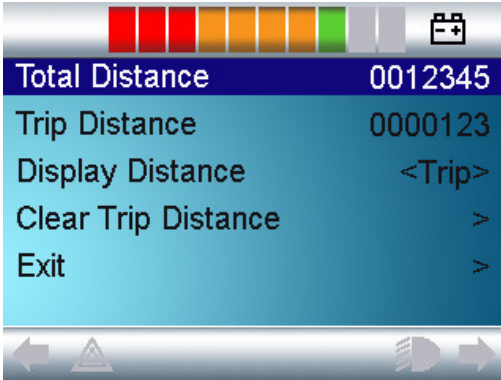 Total Distance 0012345
Trip Distance 0000123
Display Distance <Trip>
Clear Trip Distance >
Exit >